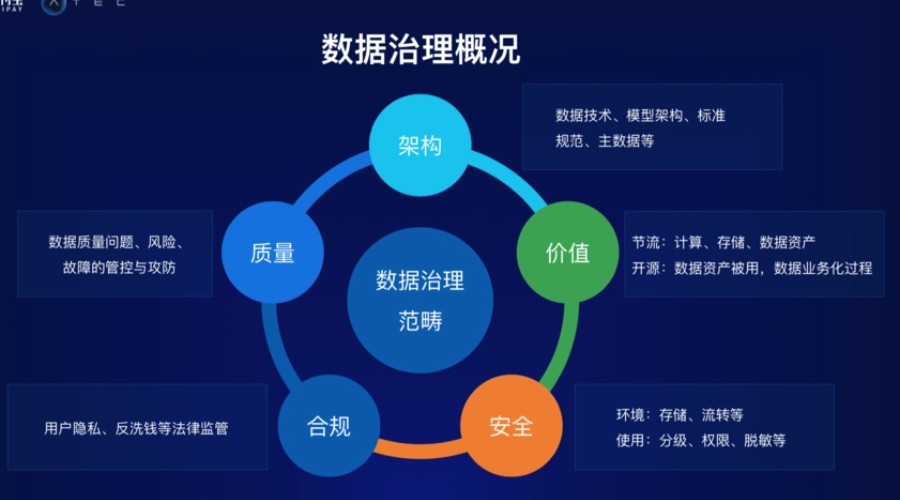 数据治理概况
架构
数据技术、模型架构、标准
规范、主数据等
质量
数据质量问题、风险、
故障的管控与攻防
价值
节流：计算、存储、数据资产
开源：数据资产被用，数据业务化过程
数据治理
范畴
合规
用户隐私、反洗钱等法律监管
安全
环境：存储、流转等
使用：分级、权限、脱敏等